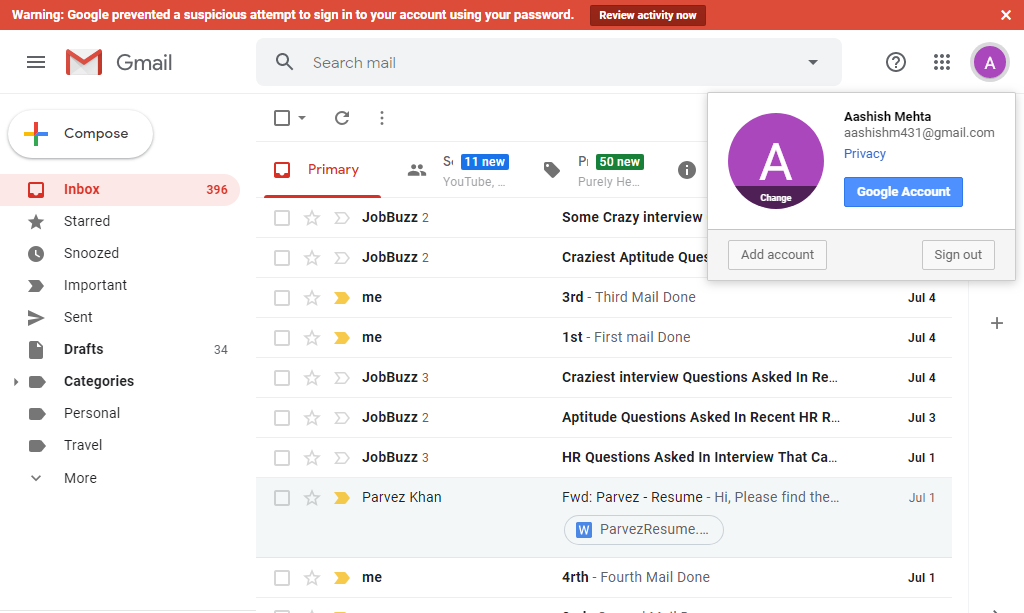 Warning: Google prevented a suspicious attempt to sign in to your account using your password. Review activity now
Gmail
Search mail
A
Compose
Inbox 396
Starred
Snoozed
Important
Sent
Drafts 34
Categories
Personal
Travel
More
Primary
11 new
YouTube, ...
50 new
Purely He...
A
Change
Aashish Mehta
aashishm431@gmail.com
Privacy
Google Account
Add account
Sign out
JobBuzz 2 Some Crazy interview
JobBuzz 2 Craziest Aptitude Ques
me 3rd - Third Mail Done Jul 4
me 1st - First mail Done Jul 4
JobBuzz 3 Craziest interview Questions Asked In Re... Jul 4
JobBuzz 2 Aptitude Questions Asked In Recent HR R... Jul 3
JobBuzz 3 HR Questions Asked In Interview That Ca... Jul 1
Parvez Khan Fwd: Parvez - Resume - Hi, Please find the... Jul 1
W ParvezResume....
me 4rth - Fourth Mail Done Jul 1